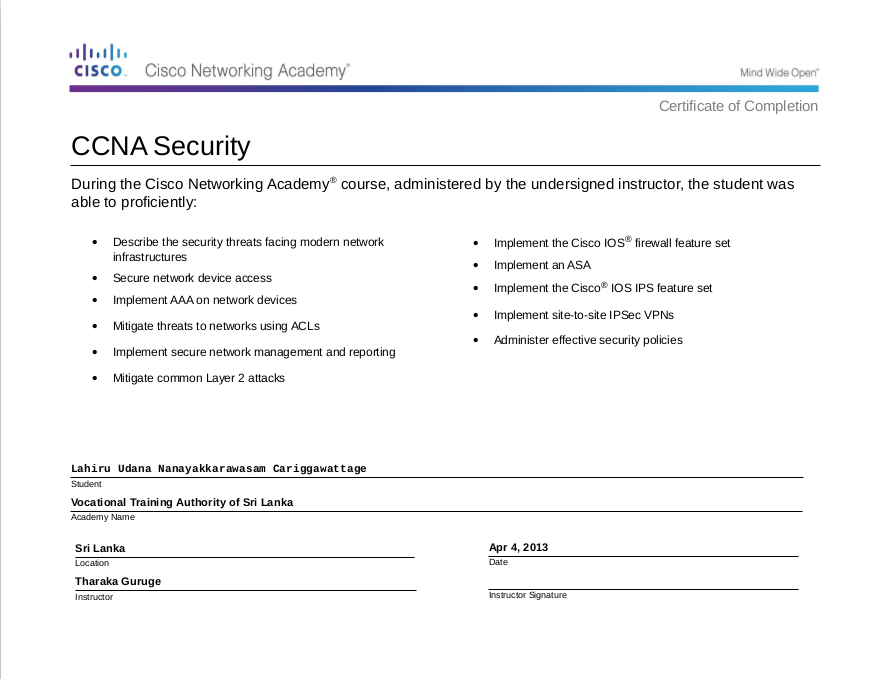 CISCO.
Cisco Networking Academy®
Mind Wide Open™
Certificate of Completion
CCNA Security
During the Cisco Networking Academy® course, administered by the undersigned instructor, the student was
able to proficiently:
• Describe the security threats facing modern network
infrastructures
• Secure network device access
• Implement AAA on network devices
• Mitigate threats to networks using ACLs
• Implement secure network management and reporting
• Mitigate common Layer 2 attacks
• Implement the Cisco IOS® firewall feature set
• Implement an ASA
• Implement the Cisco® IOS IPS feature set
• Implement site-to-site IPSec VPNs
• Administer effective security policies
Lahiru Udana Nanayakkarawasam Cariggawattage
Student
Vocational Training Authority of Sri Lanka
Academy Name
Sri Lanka
Location
Apr 4, 2013
Date
Tharaka Guruge
Instructor
Instructor Signature